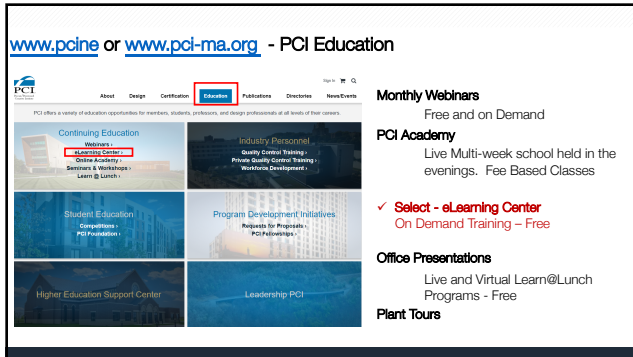 www.pcine or www.pci-ma.org - PCI Education
PCI
Sign In
About Design Certification Education Publications Directories News/Events
PCI offers a variety of education opportunities for members, students, professors, and design professionals at all levels of their careers.
Continuing Education
Webinars ›
eLearning Center ›
Online Academy ›
Seminars & Workshops ›
Learn @ Lunch ›
Industry Personnel
Quality Control Training ›
Private Quality Control Training ›
Workforce Development ›
Student Education
Competitions ›
PCI Foundation ›
Program Development Initiatives
Requests for Proposals ›
PCI Fellowships ›
Higher Education Support Center
Leadership PCI
Monthly Webinars
Free and on Demand
PCI Academy
Live Multi-week school held in the
evenings. Fee Based Classes
✓ Select - eLearning Center
On Demand Training – Free
Office Presentations
Live and Virtual Learn@Lunch
Programs - Free
Plant Tours